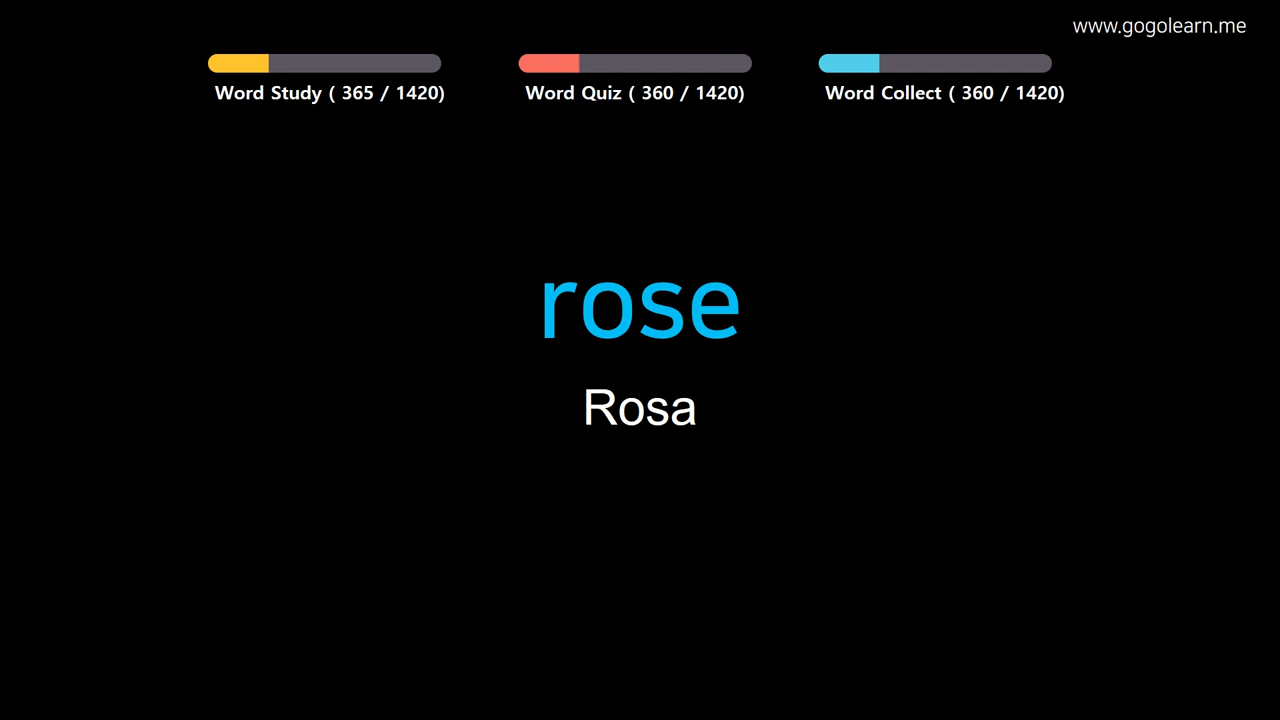 www.gogolearn.me
Word Study ( 365 / 1420)
Word Quiz ( 360 / 1420)
Word Collect ( 360 / 1420)
rose
Rosa